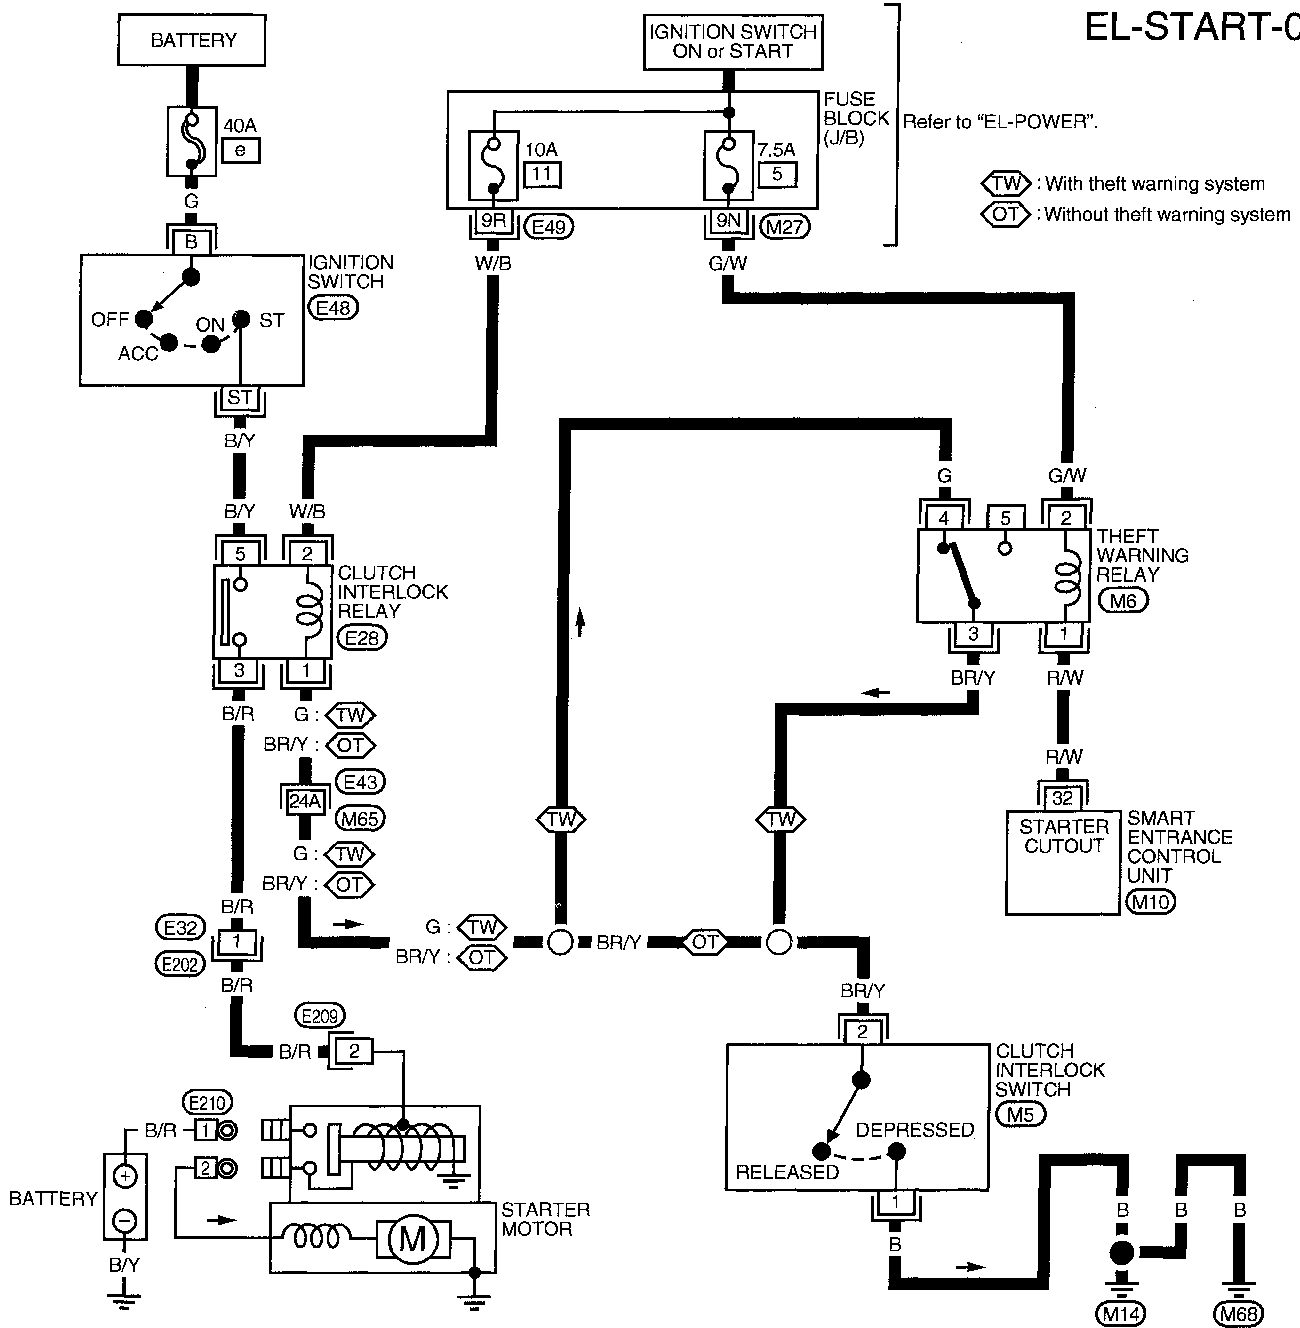 EL-START-0
BATTERY
IGNITION SWITCH
ON or START
40A
e
G
B
FUSE
BLOCK
(J/B)
Refer to "EL-POWER".
10A
11
7.5A
5
9R
E49
9N
M27
TW : With theft warning system
OT : Without theft warning system
W/B
G/W
IGNITION
SWITCH
E48
OFF
ACC
ON
ST
ST
B/Y
B/Y
W/B
5
2
CLUTCH
INTERLOCK
RELAY
E28
3
1
G
G/W
4
5
2
THEFT
WARNING
RELAY
M6
3
1
BR/Y
R/W
R/W
32
STARTER
CUTOUT
SMART
ENTRANCE
CONTROL
UNIT
M10
B/R
G : TW
BR/Y : OT
24A
E43
M65
G : TW
BR/Y : OT
TW
TW
B/R
E32
1
E202
B/R
G : TW
BR/Y : OT
BR/Y
OT
BR/Y
2
E209
B/R
2
CLUTCH
INTERLOCK
SWITCH
M5
DEPRESSED
RELEASED
1
E210
B/R
1
2
BATTERY
+
−
B/Y
STARTER
MOTOR
M
B
B
B
B
M14
M68